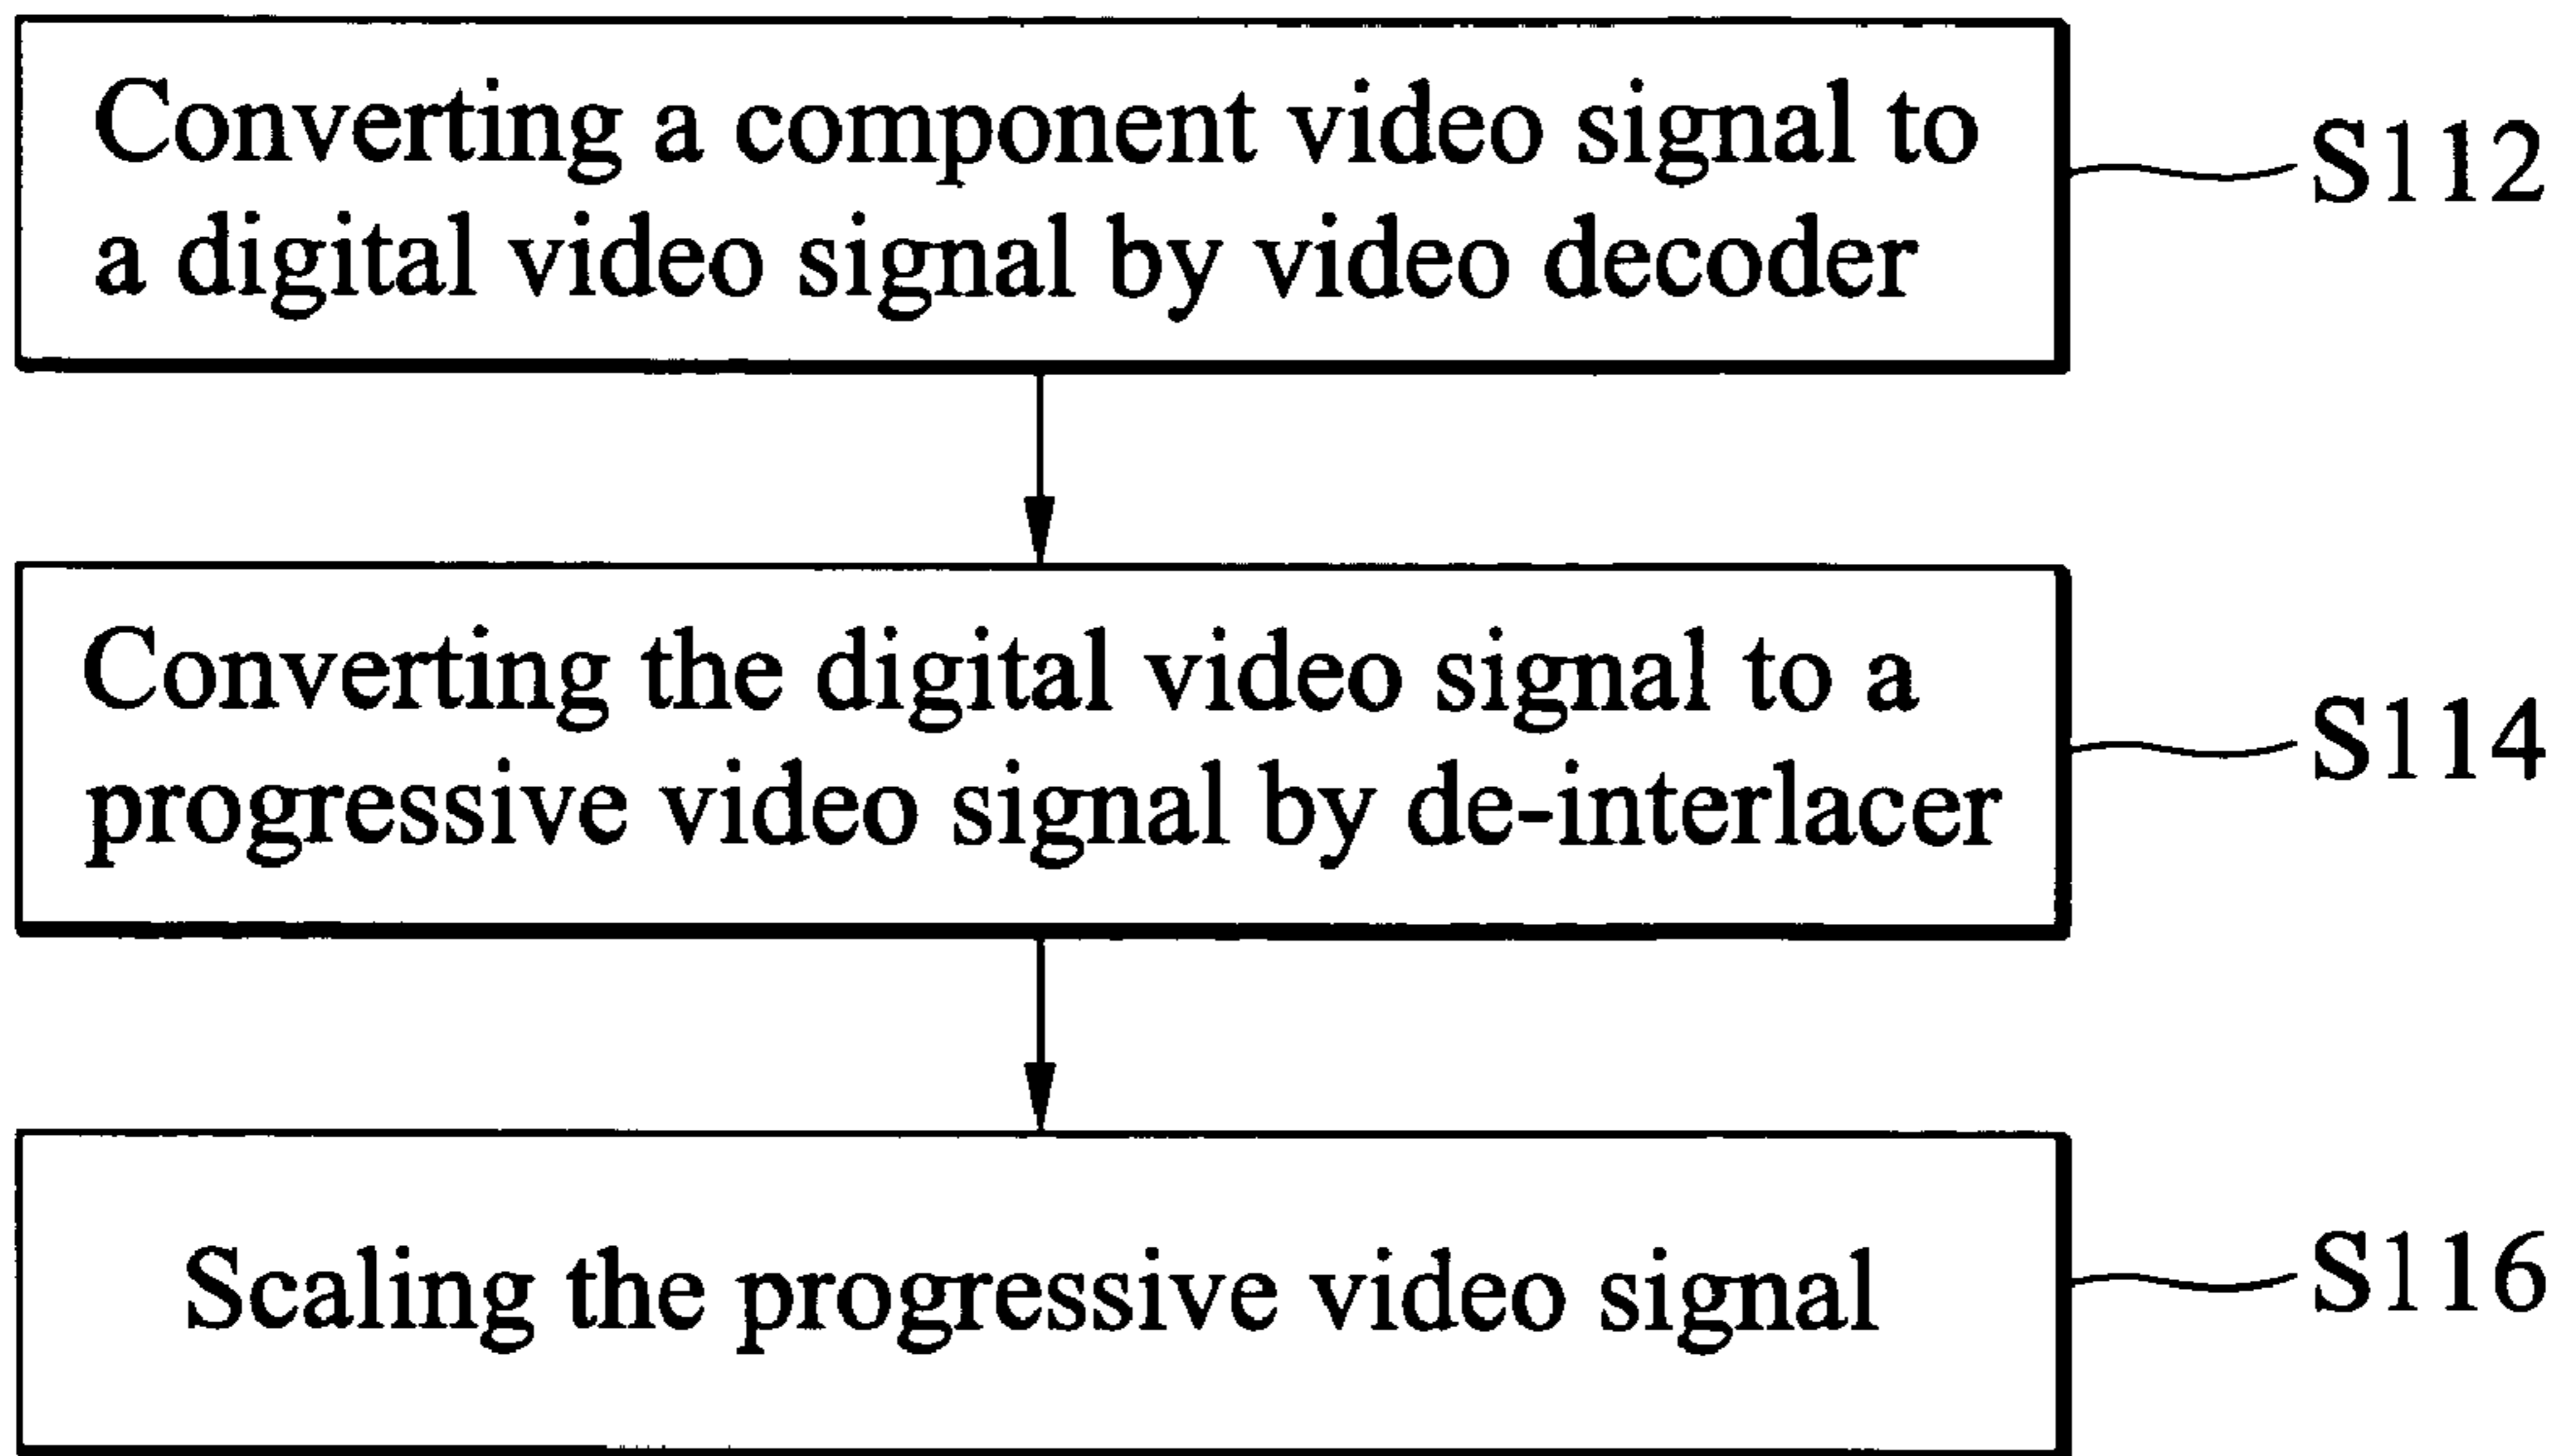 Converting a component video signal to
a digital video signal by video decoder
S112
Converting the digital video signal to a
progressive video signal by de-interlacer
S114
Scaling the progressive video signal
S116